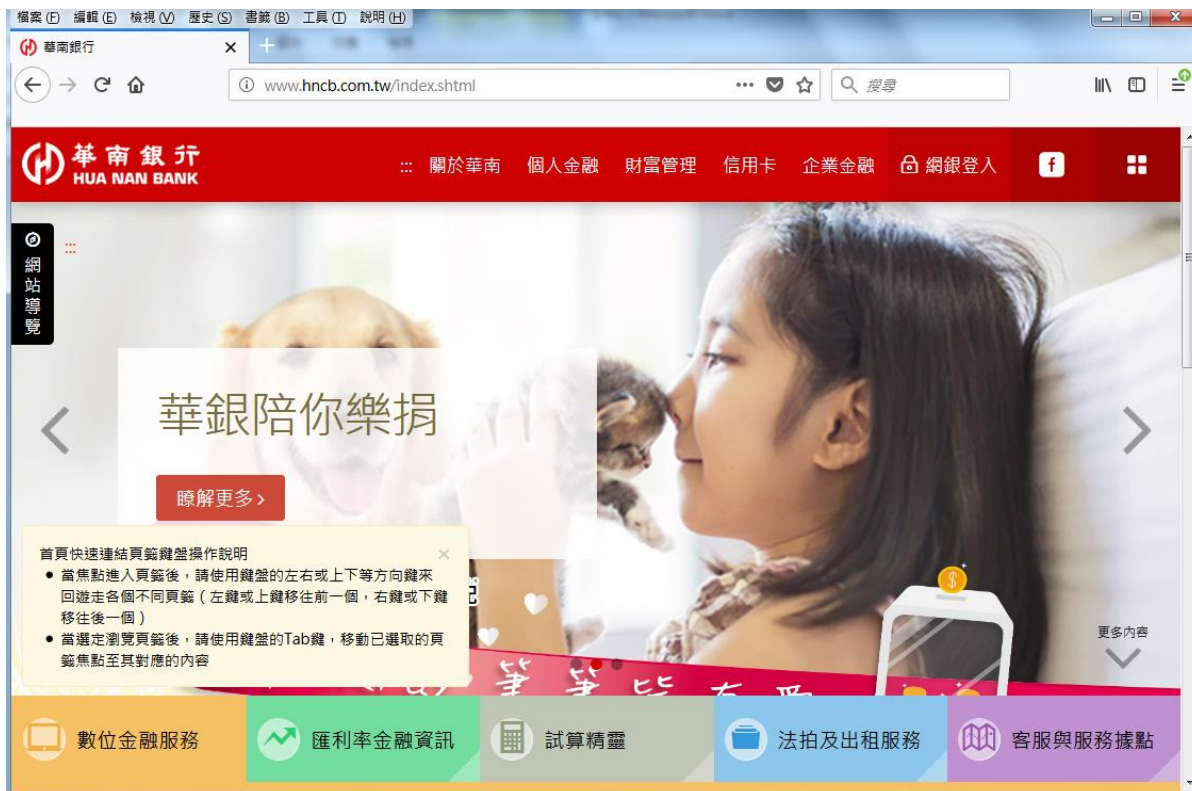 檔案(F) 編輯(E) 檢視(V) 歷史(S) 書籤(B) 工具(T) 說明(H)
華南銀行
www.hncb.com.tw/index.shtml
搜尋
華南銀行
HUA NAN BANK
::: 關於華南 個人金融 財富管理 信用卡 企業金融 網銀登入 f
網站導覽
:::
華銀陪你樂捐
瞭解更多 >
首頁快速連結頁籤鍵盤操作說明 ×
● 當焦點進入頁籤後,請使用鍵盤的左右或上下等方向鍵來
回遊走各個不同頁籤(左鍵或上鍵移往前一個,右鍵或下鍵
移往後一個)
● 當選定瀏覽頁籤後,請使用鍵盤的Tab鍵,移動已選取的頁
籤焦點至其對應的內容
更多內容
筆筆皆有
數位金融服務 匯利率金融資訊 試算精靈 法拍及出租服務 客服與服務據點